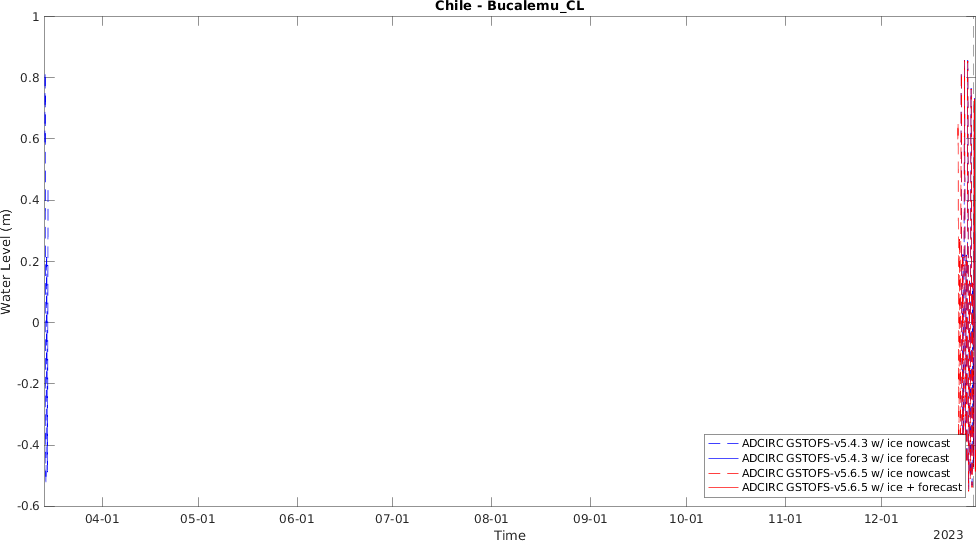 Chile - Bucalemu_CL
Water Level (m)
1
0.8
0.6
0.4
0.2
0
-0.2
-0.4
-0.6
ADCIRC GSTOFS-v5.4.3 w/ ice nowcast
ADCIRC GSTOFS-v5.4.3 w/ ice forecast
ADCIRC GSTOFS-v5.6.5 w/ ice nowcast
ADCIRC GSTOFS-v5.6.5 w/ ice + forecast
04-01 05-01 06-01 07-01 08-01 09-01 10-01 11-01 12-01
Time
2023